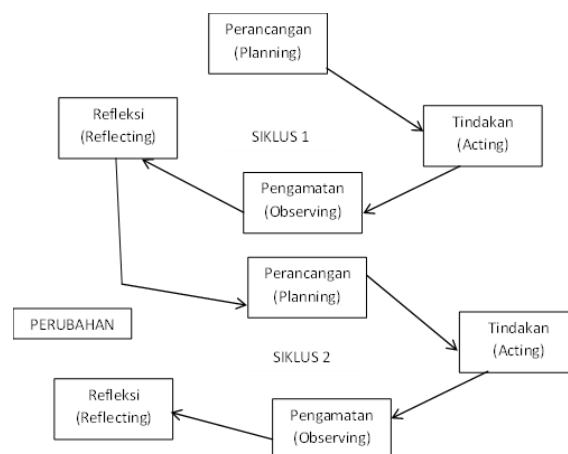 Perancangan
(Planning)
Refleksi
(Reflecting)
SIKLUS 1
Tindakan
(Acting)
Pengamatan
(Observing)
Perancangan
(Planning)
PERUBAHAN
Tindakan
(Acting)
SIKLUS 2
Refleksi
(Reflecting)
Pengamatan
(Observing)